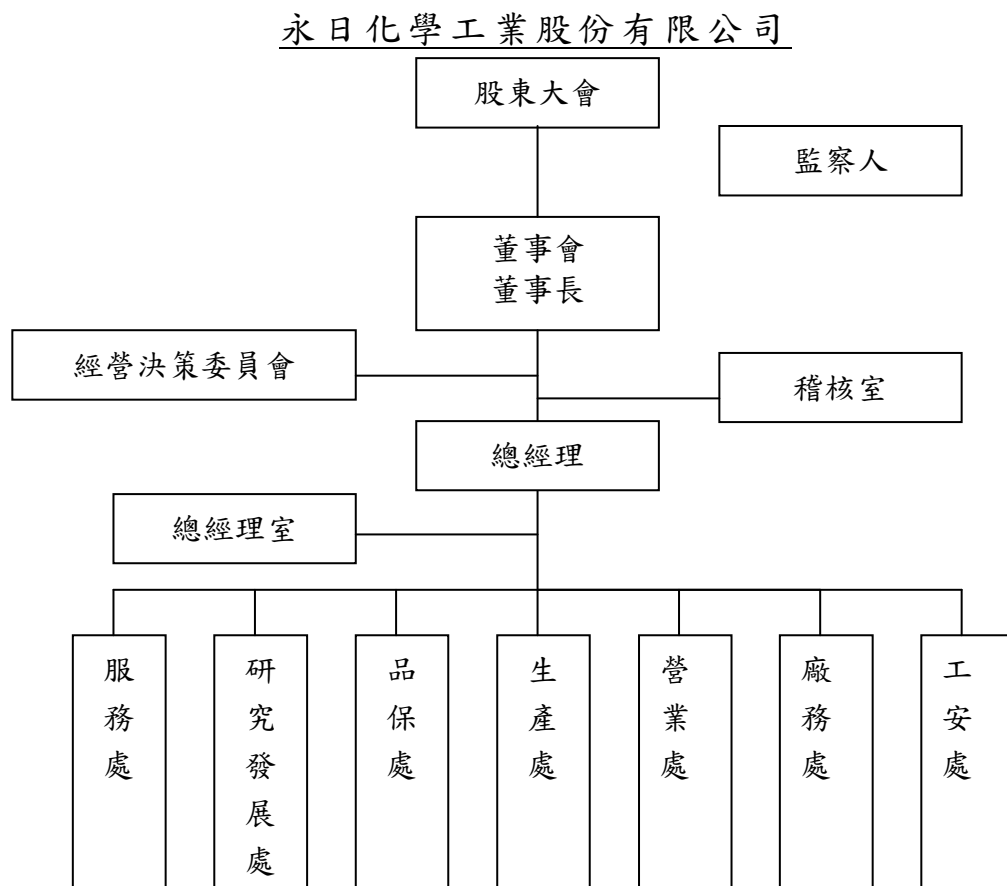 永日化學工業股份有限公司
股東大會
監察人
董事會
董事長
經營決策委員會
稽核室
總經理
總經理室
服務處
研究發展處
品保處
生產處
營業處
廠務處
工安處